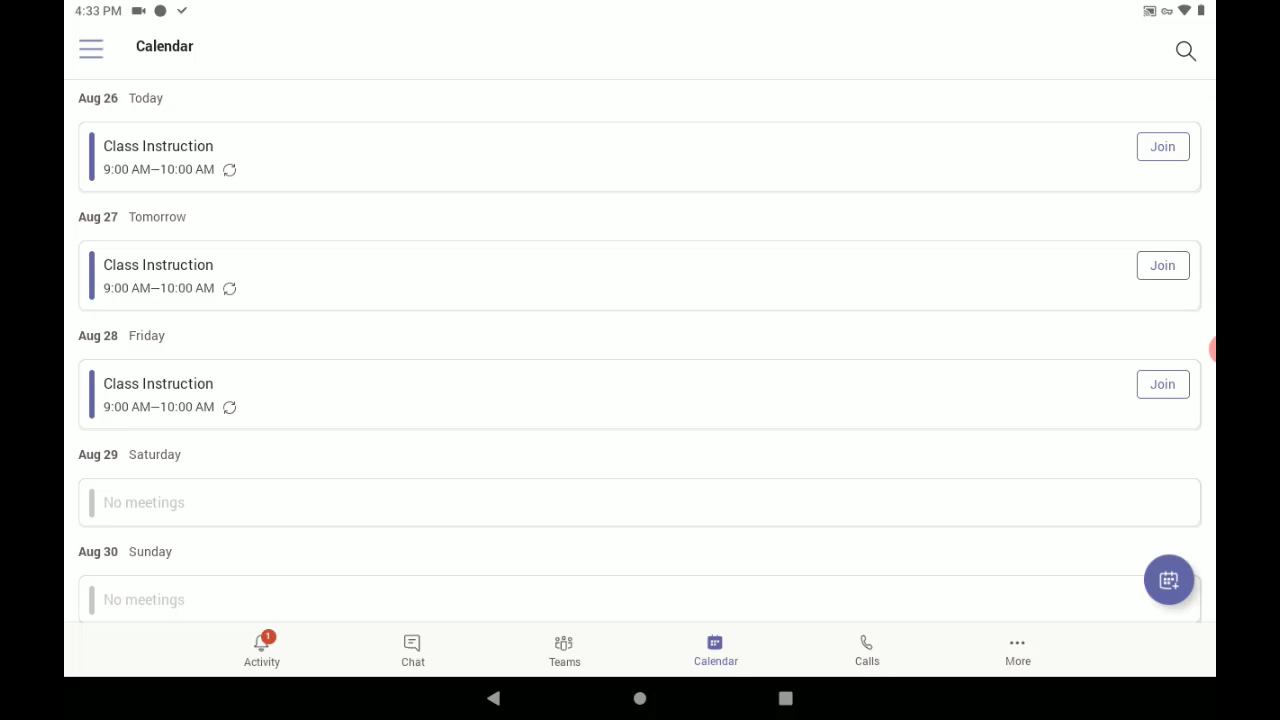 4:33 PM
Calendar
Aug 26 Today
Class Instruction
Join
9:00 AM—10:00 AM
Aug 27 Tomorrow
Class Instruction
Join
9:00 AM—10:00 AM
Aug 28 Friday
Class Instruction
Join
9:00 AM—10:00 AM
Aug 29 Saturday
No meetings
Aug 30 Sunday
No meetings
1
Activity Chat Teams Calendar Calls More